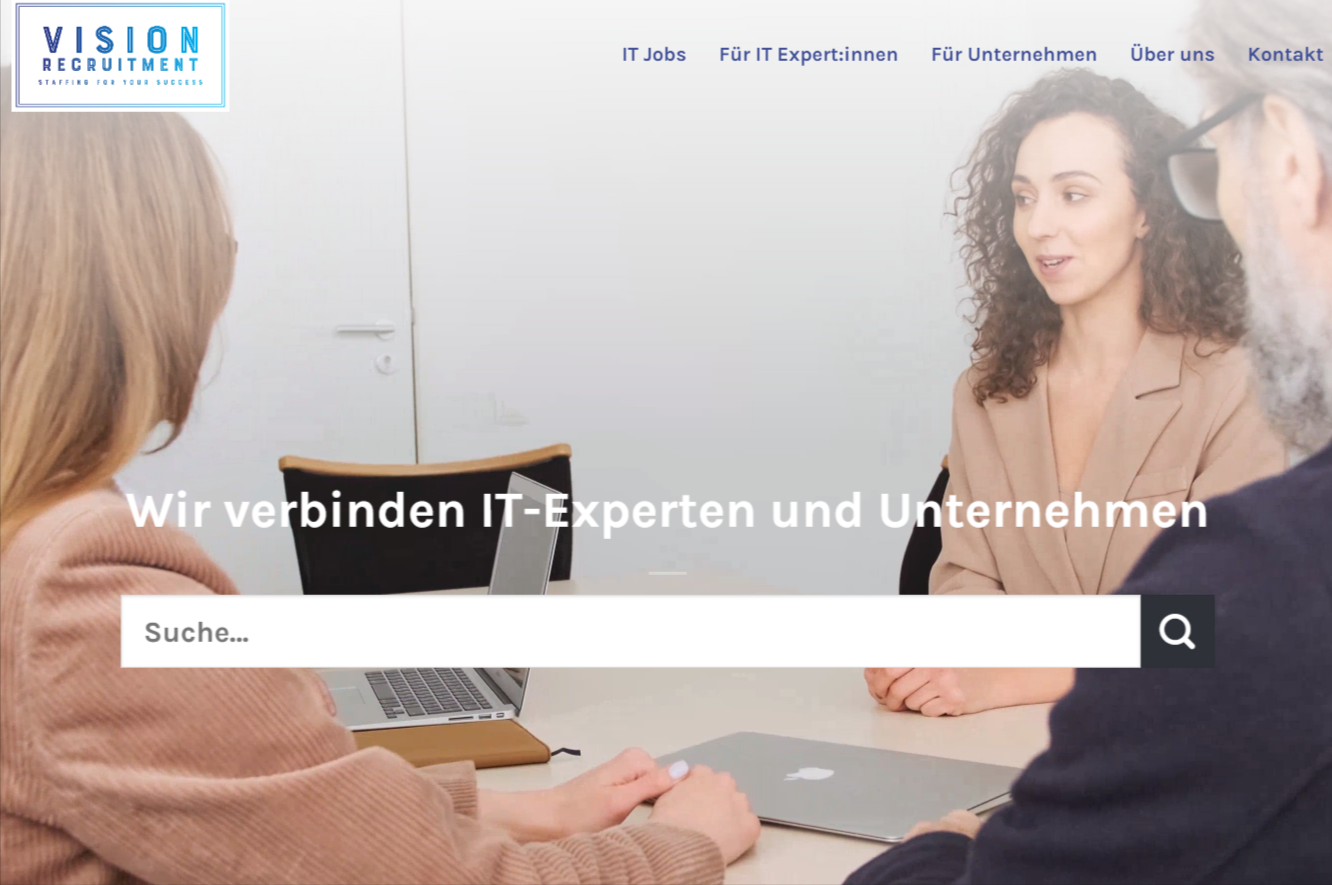 VISION
RECRUITMENT
STAFFING FOR YOUR SUCCESS
IT Jobs Für IT Expert:innen Für Unternehmen Über uns Kontakt
Wir verbinden IT-Experten und Unternehmen
Suche...